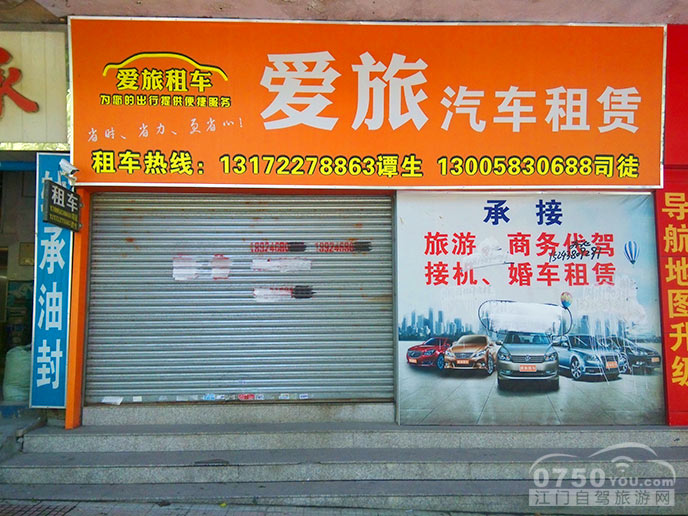 爱旅租车
为您的出行提供便捷服务
爱旅 汽车租赁
省时、省力、更省心!
租车热线：13172278863谭生 13005830688司徒
租车
承油封
承接
旅游、商务代驾
接机、婚车租赁
导航地图升级
0750YOU.com
江门自驾旅游网